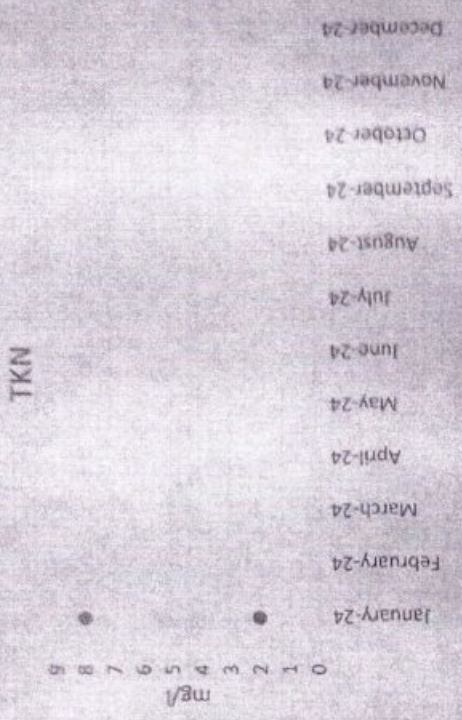 TKN
mg/l
9
8
7
6
5
4
3
2
1
0
January-24
February-24
March-24
April-24
May-24
June-24
July-24
August-24
September-24
October-24
November-24
December-24